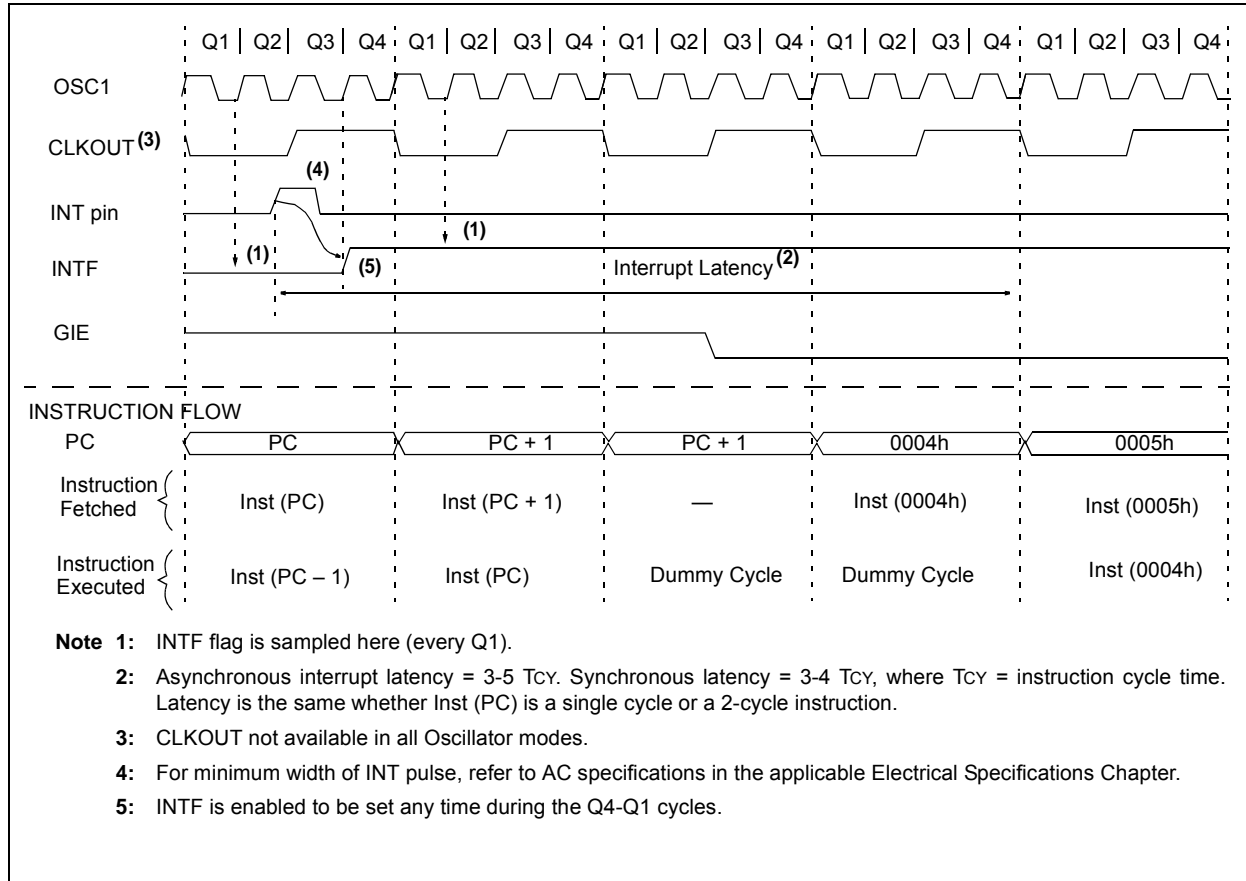 Q1 | Q2 | Q3 | Q4 Q1 | Q2 | Q3 | Q4 Q1 | Q2 | Q3 | Q4 Q1 | Q2 | Q3 | Q4 Q1 | Q2 | Q3 | Q4
OSC1
CLKOUT (3)
(4)
INT pin
(1) (1)
INTF (5) Interrupt Latency (2)
GIE
INSTRUCTION FLOW
PC PC PC + 1 PC + 1 0004h 0005h
Instruction
Fetched Inst (PC) Inst (PC + 1) — Inst (0004h) Inst (0005h)
Instruction
Executed Inst (PC – 1) Inst (PC) Dummy Cycle Dummy Cycle Inst (0004h)
Note 1: INTF flag is sampled here (every Q1).
2: Asynchronous interrupt latency = 3-5 TCY. Synchronous latency = 3-4 TCY, where TCY = instruction cycle time.
Latency is the same whether Inst (PC) is a single cycle or a 2-cycle instruction.
3: CLKOUT not available in all Oscillator modes.
4: For minimum width of INT pulse, refer to AC specifications in the applicable Electrical Specifications Chapter.
5: INTF is enabled to be set any time during the Q4-Q1 cycles.